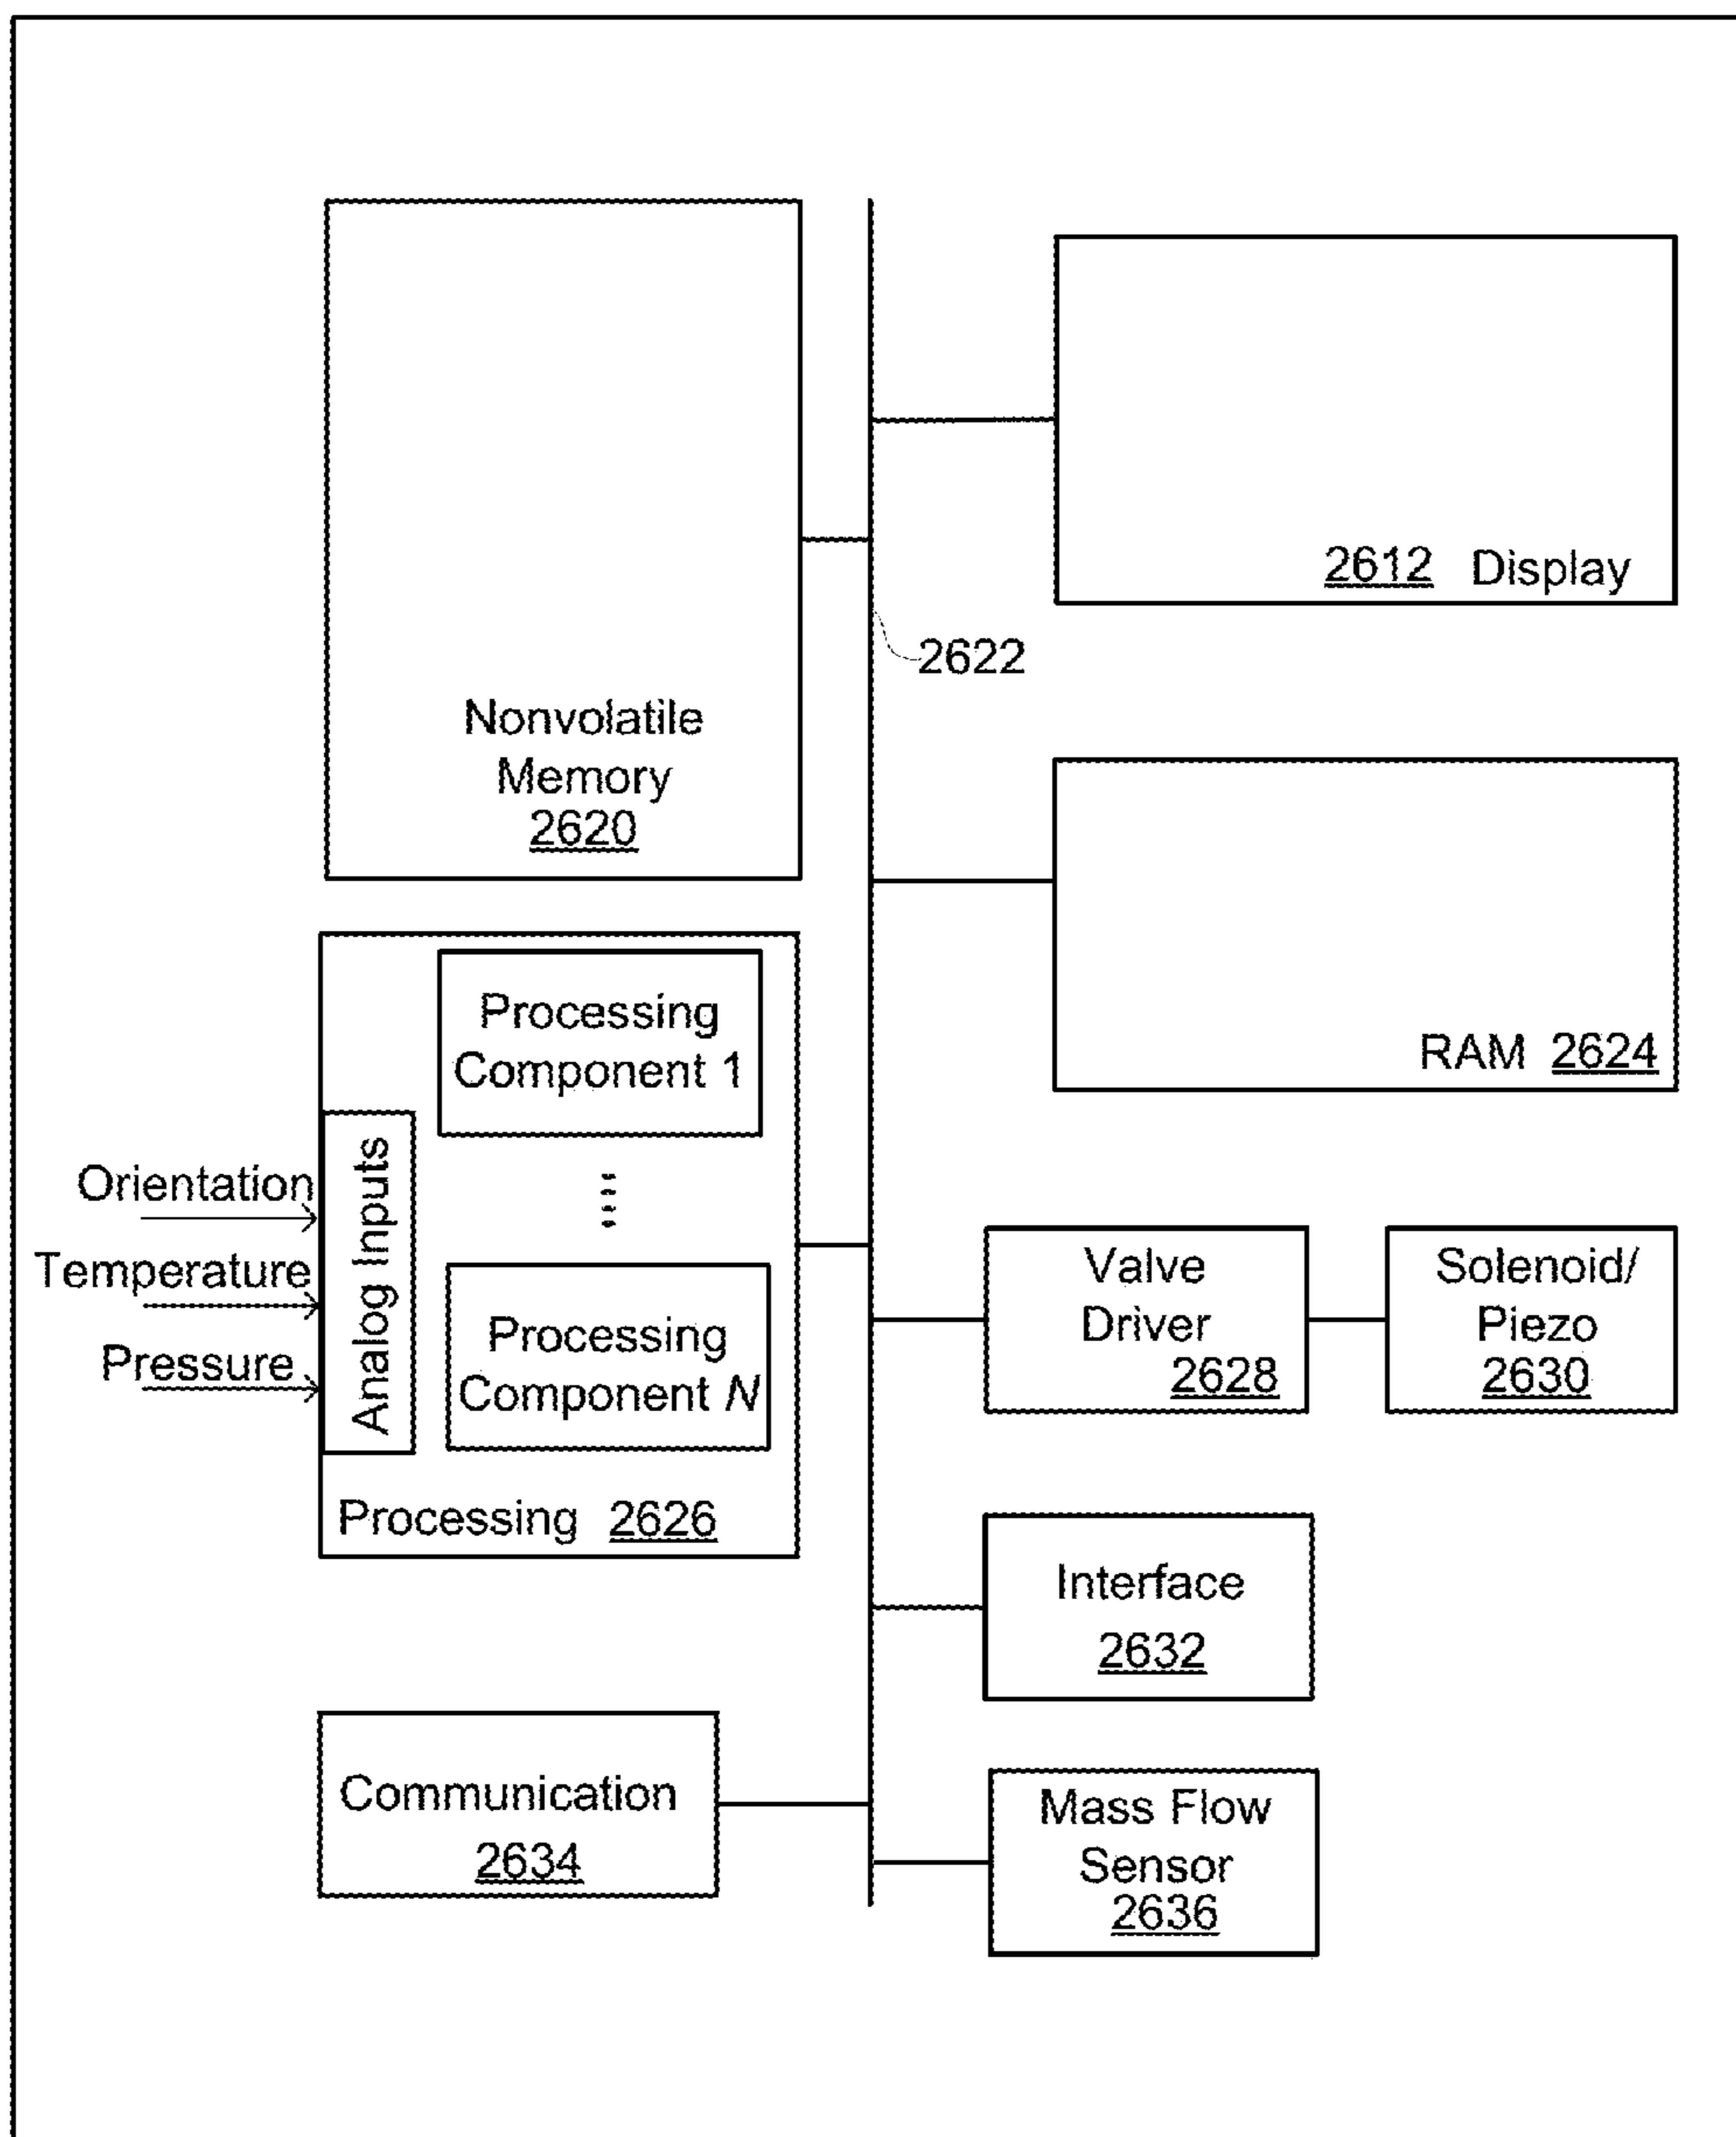 2612 Display
2622
Nonvolatile
Memory
2620
RAM 2624
Processing
Component 1
Orientation
Temperature
Pressure
Analog Inputs
Processing
Component N
Processing 2626
Valve
Driver
2628
Solenoid/
Piezo
2630
Interface
2632
Communication
2634
Mass Flow
Sensor
2636